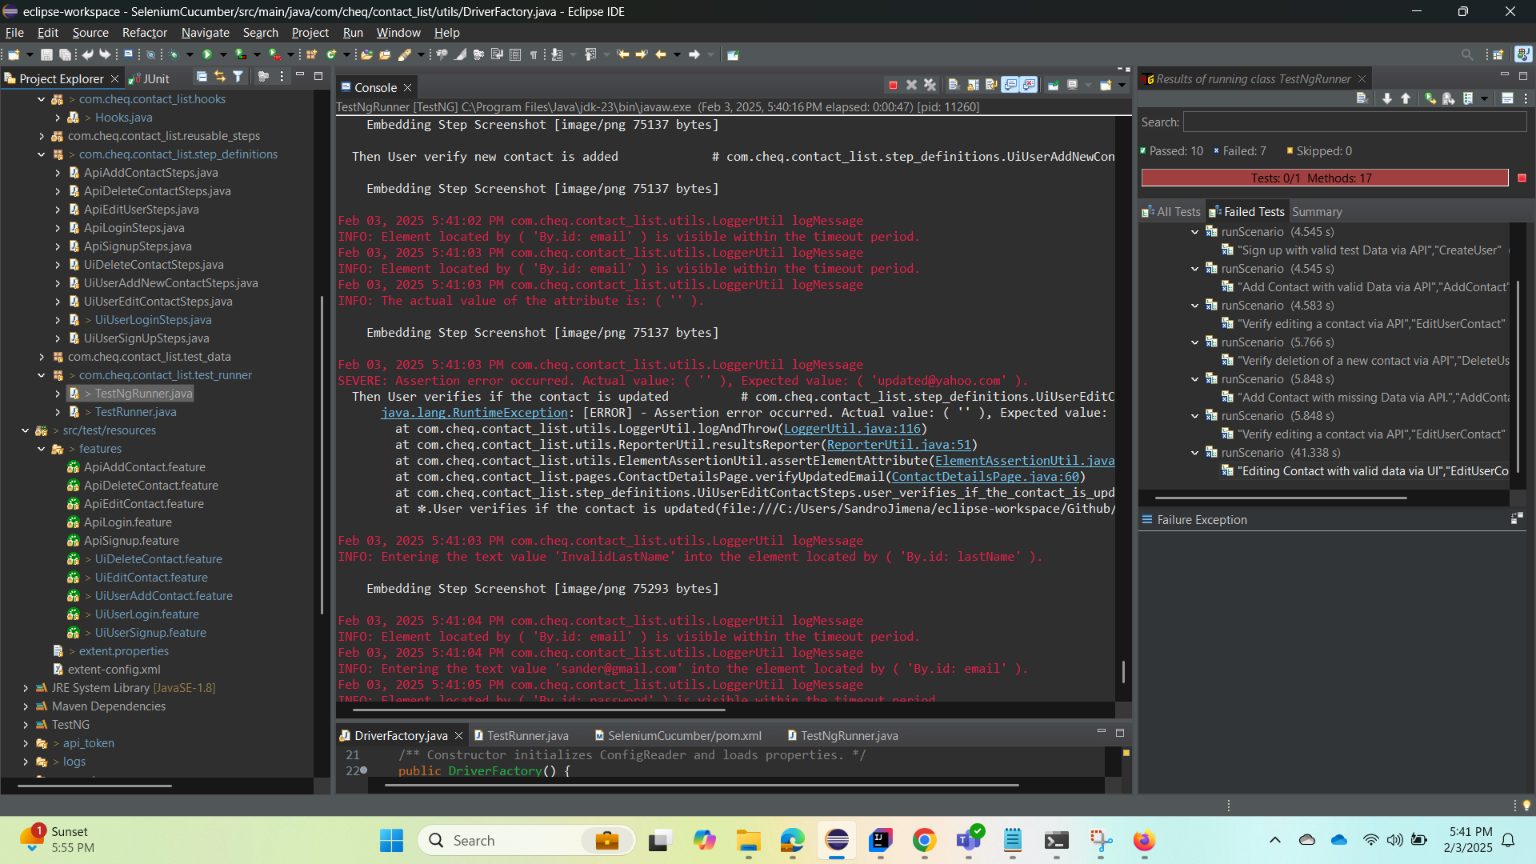 eclipse-workspace - SeleniumCucumber/src/main/java/com/cheq/contact_list/utils/DriverFactory.java - Eclipse IDE
File Edit Source Refactor Navigate Search Project Run Window Help
Project Explorer JUnit
> com.cheq.contact_list.hooks
> Hooks.java
com.cheq.contact_list.reusable_steps
> com.cheq.contact_list.step_definitions
ApiAddContactSteps.java
ApiDeleteContactSteps.java
ApiEditUserSteps.java
ApiLoginSteps.java
ApiSignupSteps.java
UiDeleteContactSteps.java
UiUserAddNewContactSteps.java
UiUserEditContactSteps.java
> UiUserLoginSteps.java
UiUserSignUpSteps.java
com.cheq.contact_list.test_data
> com.cheq.contact_list.test_runner
> TestNgRunner.java
> TestRunner.java
> src/test/resources
> features
ApiAddContact.feature
ApiDeleteContact.feature
ApiEditContact.feature
ApiLogin.feature
ApiSignup.feature
> UiDeleteContact.feature
> UiEditContact.feature
> UiUserAddContact.feature
> UiUserLogin.feature
> UiUserSignup.feature
> extent.properties
extent-config.xml
JRE System Library [JavaSE-1.8]
Maven Dependencies
TestNG
> api_token
> logs
Console
TestNgRunner [TestNG] C:\Program Files\Java\jdk-23\bin\javaw.exe (Feb 3, 2025, 5:40:16 PM elapsed: 0:00:47) [pid: 11260]
Embedding Step Screenshot [image/png 75137 bytes]
Then User verify new contact is added # com.cheq.contact_list.step_definitions.UiUserAddNewCon
Embedding Step Screenshot [image/png 75137 bytes]
Feb 03, 2025 5:41:02 PM com.cheq.contact_list.utils.LoggerUtil logMessage
INFO: Element located by ( 'By.id: email' ) is visible within the timeout period.
Feb 03, 2025 5:41:03 PM com.cheq.contact_list.utils.LoggerUtil logMessage
INFO: Element located by ( 'By.id: email' ) is visible within the timeout period.
Feb 03, 2025 5:41:03 PM com.cheq.contact_list.utils.LoggerUtil logMessage
INFO: The actual value of the attribute is: ( '' ).
Embedding Step Screenshot [image/png 75137 bytes]
Feb 03, 2025 5:41:03 PM com.cheq.contact_list.utils.LoggerUtil logMessage
SEVERE: Assertion error occurred. Actual value: ( '' ), Expected value: ( 'updated@yahoo.com' ).
Then User verifies if the contact is updated # com.cheq.contact_list.step_definitions.UiUserEditC
java.lang.RuntimeException: [ERROR] - Assertion error occurred. Actual value: ( '' ), Expected value:
at com.cheq.contact_list.utils.LoggerUtil.logAndThrow(LoggerUtil.java:116)
at com.cheq.contact_list.utils.ReporterUtil.resultsReporter(ReporterUtil.java:51)
at com.cheq.contact_list.utils.ElementAssertionUtil.assertElementAttribute(ElementAssertionUtil.java
at com.cheq.contact_list.pages.ContactDetailsPage.verifyUpdatedEmail(ContactDetailsPage.java:60)
at com.cheq.contact_list.step_definitions.UiUserEditContactSteps.user_verifies_if_the_contact_is_upd
at ✽.User verifies if the contact is updated(file:///C:/Users/SandroJimena/eclipse-workspace/Github/
Feb 03, 2025 5:41:03 PM com.cheq.contact_list.utils.LoggerUtil logMessage
INFO: Entering the text value 'InvalidLastName' into the element located by ( 'By.id: lastName' ).
Embedding Step Screenshot [image/png 75293 bytes]
Feb 03, 2025 5:41:04 PM com.cheq.contact_list.utils.LoggerUtil logMessage
INFO: Element located by ( 'By.id: email' ) is visible within the timeout period.
Feb 03, 2025 5:41:04 PM com.cheq.contact_list.utils.LoggerUtil logMessage
INFO: Entering the text value 'sander@gmail.com' into the element located by ( 'By.id: email' ).
Feb 03, 2025 5:41:05 PM com.cheq.contact_list.utils.LoggerUtil logMessage
INFO: Element located by ( 'By.id: password' ) is visible within the timeout period.
DriverFactory.java TestRunner.java SeleniumCucumber/pom.xml TestNgRunner.java
21 /** Constructor initializes ConfigReader and loads properties. */
22 public DriverFactory() {
Results of running class TestNgRunner
Search:
Passed: 10 Failed: 7 Skipped: 0
Tests: 0/1 Methods: 17
All Tests Failed Tests Summary
runScenario (4.545 s)
"Sign up with valid test Data via API","CreateUser"
runScenario (4.545 s)
"Add Contact with valid Data via API","AddContact"
runScenario (4.583 s)
"Verify editing a contact via API","EditUserContact"
runScenario (5.766 s)
"Verify deletion of a new contact via API","DeleteUs
runScenario (5.848 s)
"Add Contact with missing Data via API.","AddConta
runScenario (5.848 s)
"Verify editing a contact via API","EditUserContact"
runScenario (41.338 s)
"Editing Contact with valid data via UI","EditUserCo
Failure Exception
1
Sunset
5:55 PM
Search
5:41 PM
2/3/2025